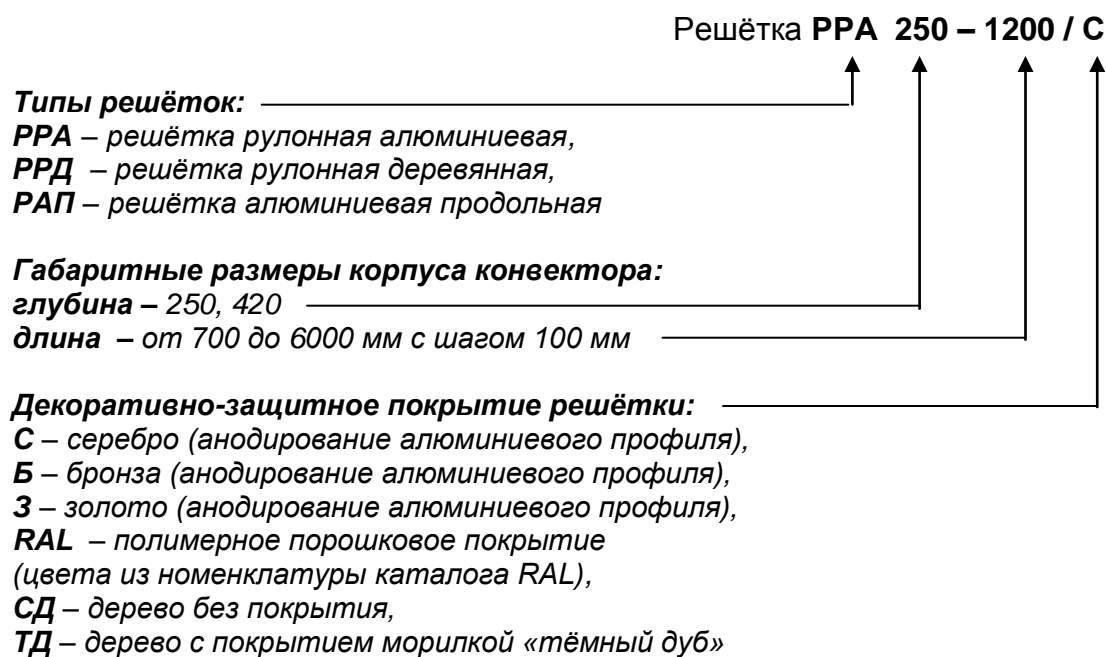 Решётка РРА 250 – 1200 / С
Типы решёток:
РРА – решётка рулонная алюминиевая,
РРД – решётка рулонная деревянная,
РАП – решётка алюминиевая продольная
Габаритные размеры корпуса конвектора:
глубина – 250, 420
длина – от 700 до 6000 мм с шагом 100 мм
Декоративно-защитное покрытие решётки:
С – серебро (анодирование алюминиевого профиля),
Б – бронза (анодирование алюминиевого профиля),
З – золото (анодирование алюминиевого профиля),
RAL – полимерное порошковое покрытие
(цвета из номенклатуры каталога RAL),
СД – дерево без покрытия,
ТД – дерево с покрытием морилкой «тёмный дуб»